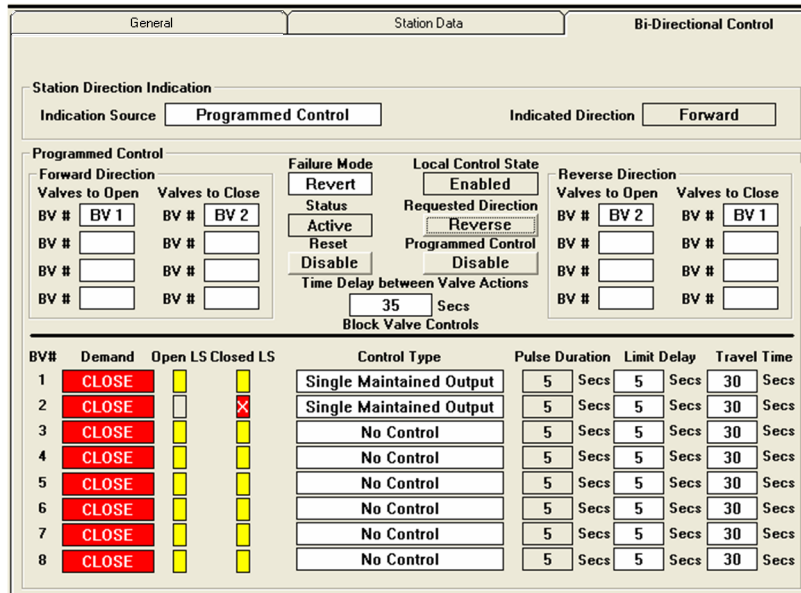 General Station Data Bi-Directional Control
Station Direction Indication
Indication Source Programmed Control Indicated Direction Forward
Programmed Control
Forward Direction
Valves to Open Valves to Close
BV # BV 1 BV # BV 2
BV # BV #
BV # BV #
BV # BV #
Failure Mode Local Control State
Revert Enabled
Status Requested Direction
Active Reverse
Reset Programmed Control
Disable Disable
Time Delay between Valve Actions
35 Secs
Reverse Direction
Valves to Open Valves to Close
BV # BV 2 BV # BV 1
BV # BV #
BV # BV #
BV # BV #
Block Valve Controls
BV# Demand Open LS Closed LS Control Type Pulse Duration Limit Delay Travel Time
1 CLOSE Single Maintained Output 5 Secs 5 Secs 30 Secs
2 CLOSE X Single Maintained Output 5 Secs 5 Secs 30 Secs
3 CLOSE No Control 5 Secs 5 Secs 30 Secs
4 CLOSE No Control 5 Secs 5 Secs 30 Secs
5 CLOSE No Control 5 Secs 5 Secs 30 Secs
6 CLOSE No Control 5 Secs 5 Secs 30 Secs
7 CLOSE No Control 5 Secs 5 Secs 30 Secs
8 CLOSE No Control 5 Secs 5 Secs 30 Secs